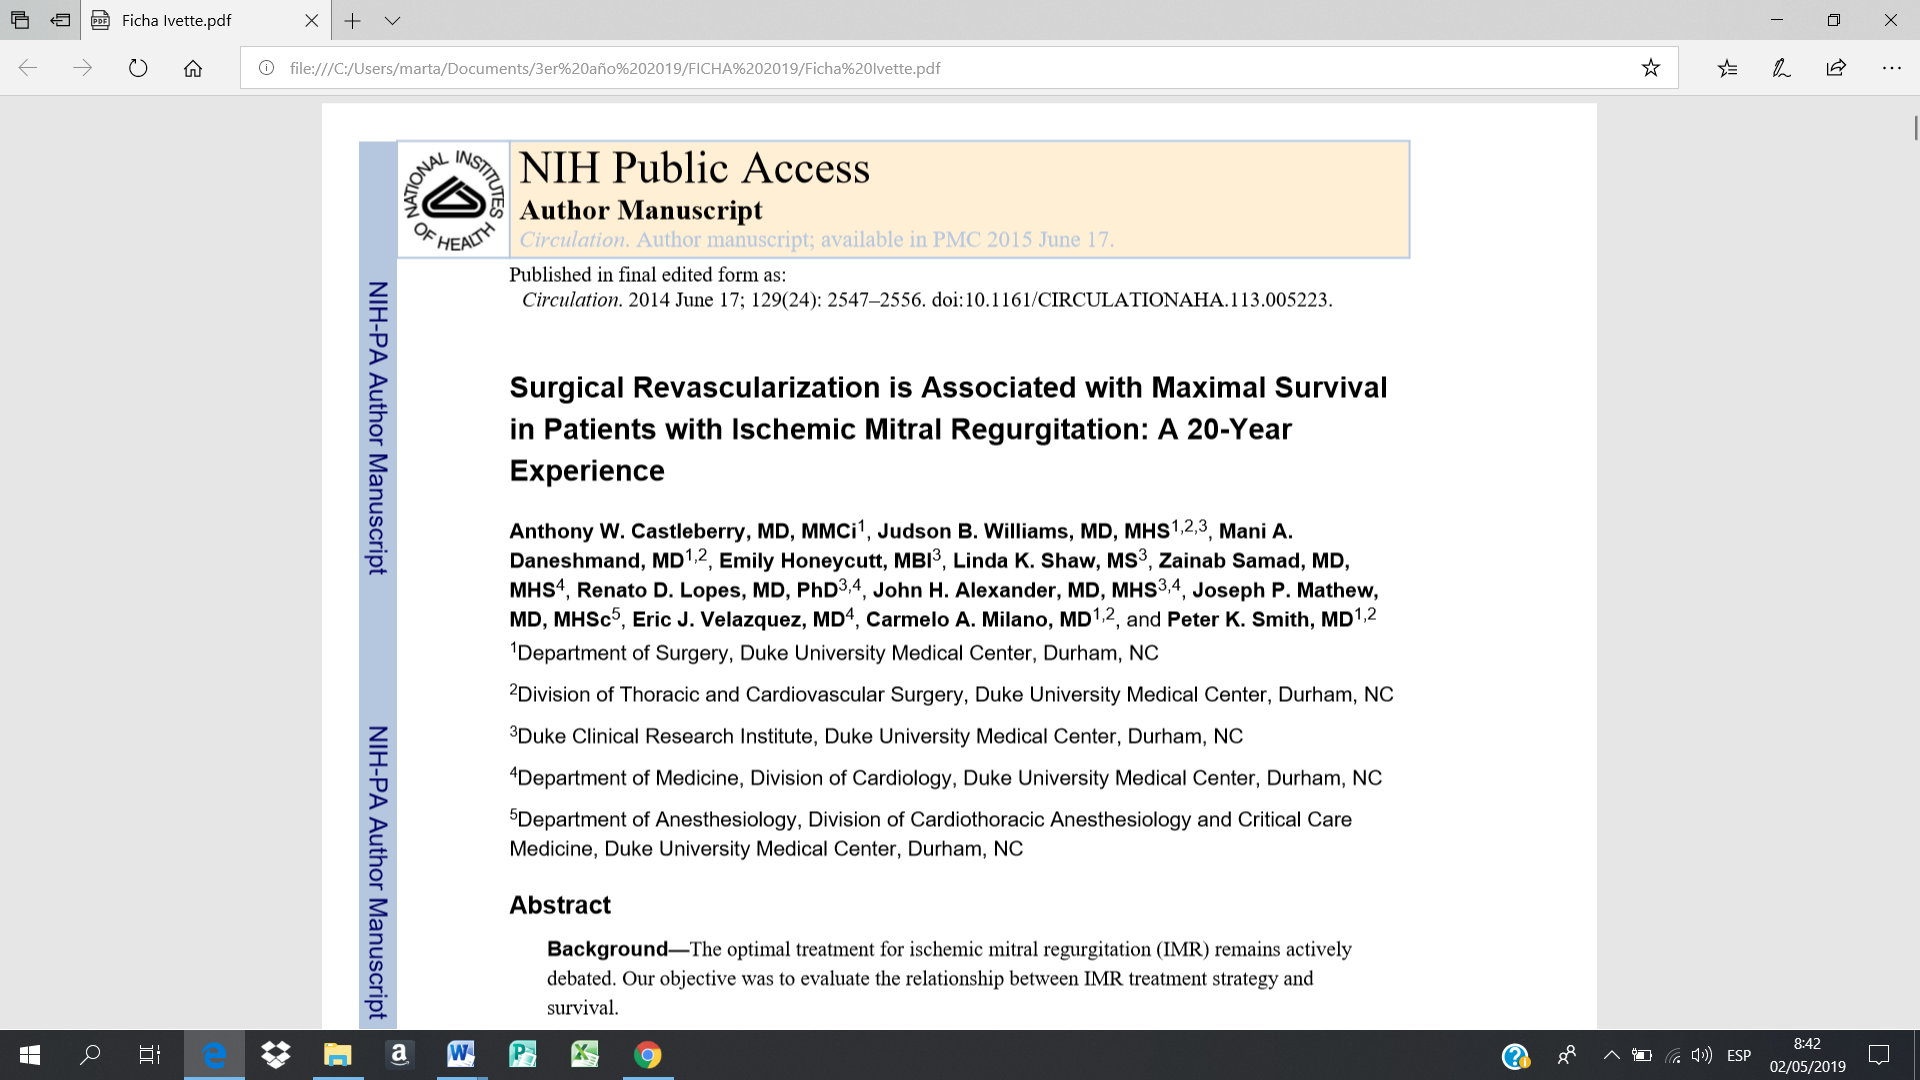 Ficha Ivette.pdf
file:///C:/Users/marta/Documents/3er%20año%202019/FICHA%202019/Ficha%20Ivette.pdf
NATIONAL INSTITUTES OF HEALTH
NIH Public Access
Author Manuscript
Circulation. Author manuscript; available in PMC 2015 June 17.
NIH-PA Author Manuscript
NIH-PA Author Manuscript
Published in final edited form as:
Circulation. 2014 June 17; 129(24): 2547–2556. doi:10.1161/CIRCULATIONAHA.113.005223.
Surgical Revascularization is Associated with Maximal Survival
in Patients with Ischemic Mitral Regurgitation: A 20-Year
Experience
Anthony W. Castleberry, MD, MMCi1, Judson B. Williams, MD, MHS1,2,3, Mani A.
Daneshmand, MD1,2, Emily Honeycutt, MBI3, Linda K. Shaw, MS3, Zainab Samad, MD,
MHS4, Renato D. Lopes, MD, PhD3,4, John H. Alexander, MD, MHS3,4, Joseph P. Mathew,
MD, MHSc5, Eric J. Velazquez, MD4, Carmelo A. Milano, MD1,2, and Peter K. Smith, MD1,2
1Department of Surgery, Duke University Medical Center, Durham, NC
2Division of Thoracic and Cardiovascular Surgery, Duke University Medical Center, Durham, NC
3Duke Clinical Research Institute, Duke University Medical Center, Durham, NC
4Department of Medicine, Division of Cardiology, Duke University Medical Center, Durham, NC
5Department of Anesthesiology, Division of Cardiothoracic Anesthesiology and Critical Care
Medicine, Duke University Medical Center, Durham, NC
Abstract
Background—The optimal treatment for ischemic mitral regurgitation (IMR) remains actively
debated. Our objective was to evaluate the relationship between IMR treatment strategy and
survival.
ESP
8:42
02/05/2019